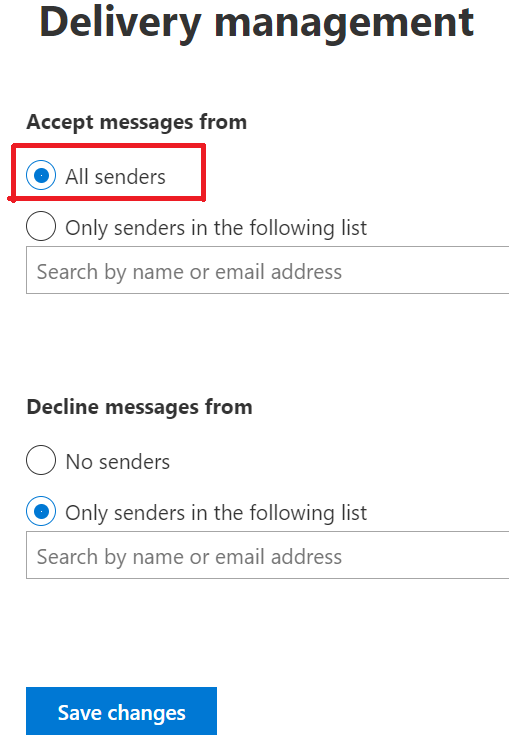 Delivery management
Accept messages from
All senders
Only senders in the following list
Search by name or email address
Decline messages from
No senders
Only senders in the following list
Search by name or email address
Save changes